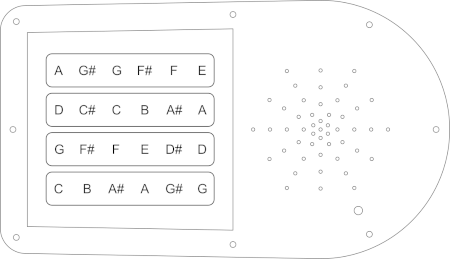 A G# G F# F E
D C# C B A# A
G F# F E D# D
C B A# A G# G